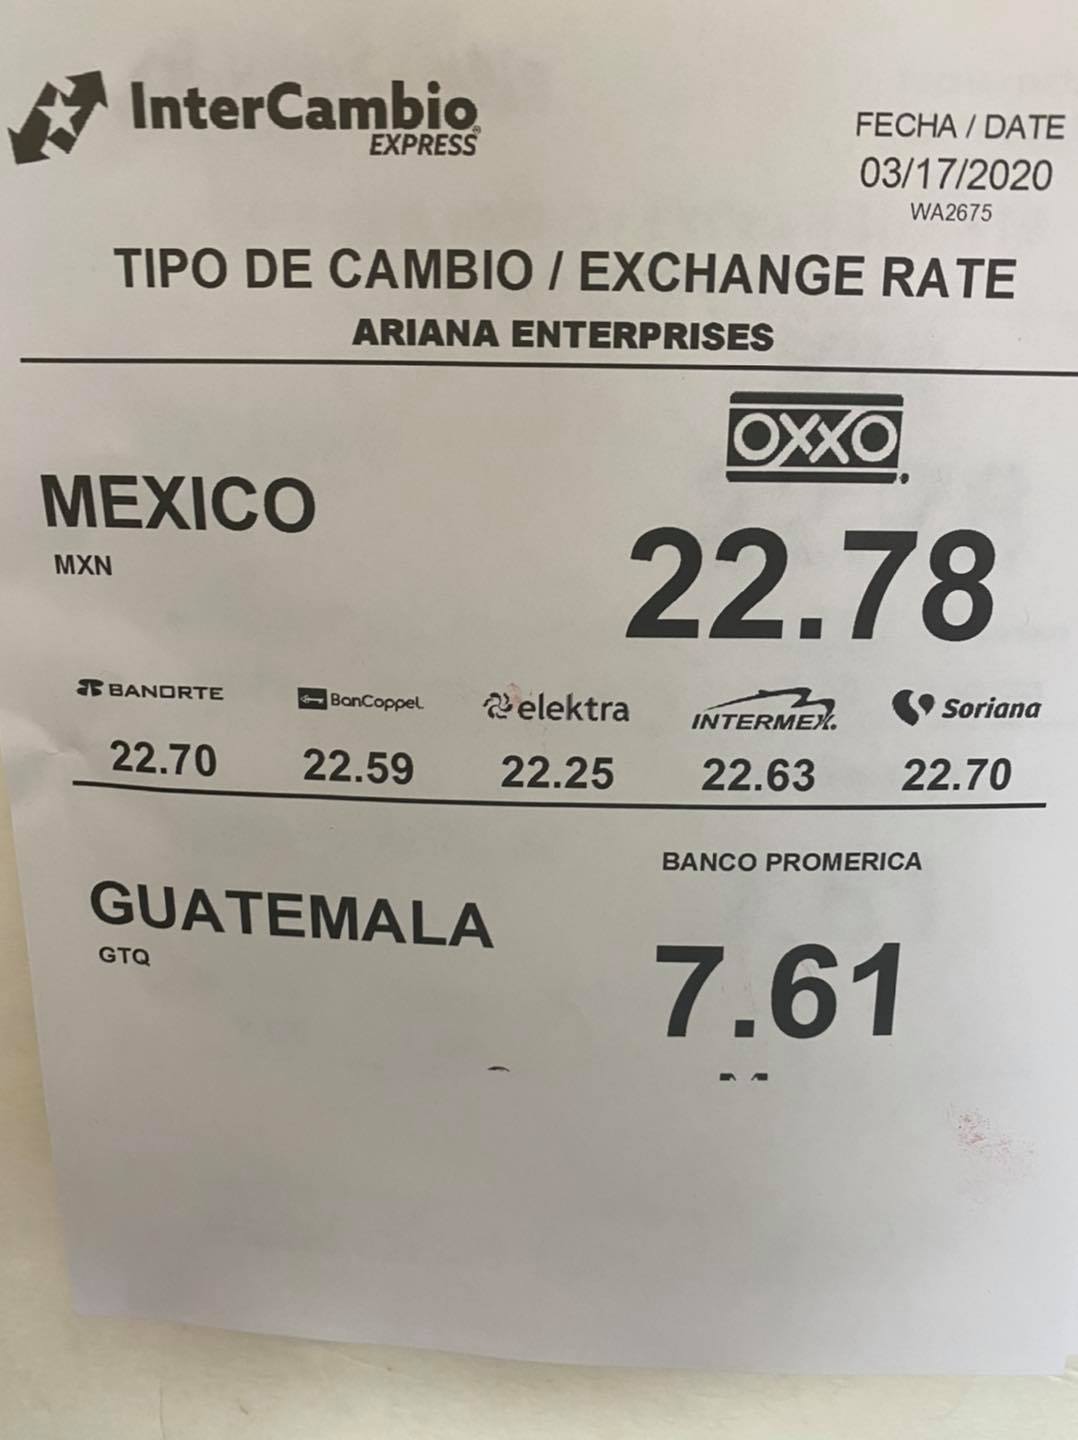 InterCambio
EXPRESS
FECHA / DATE
03/17/2020
WA2675
TIPO DE CAMBIO / EXCHANGE RATE
ARIANA ENTERPRISES
OXXO
MEXICO
MXN
22.78
BANORTE BanCoppel elektra INTERMEX Soriana
22.70 22.59 22.25 22.63 22.70
BANCO PROMERICA
GUATEMALA
GTQ
7.61